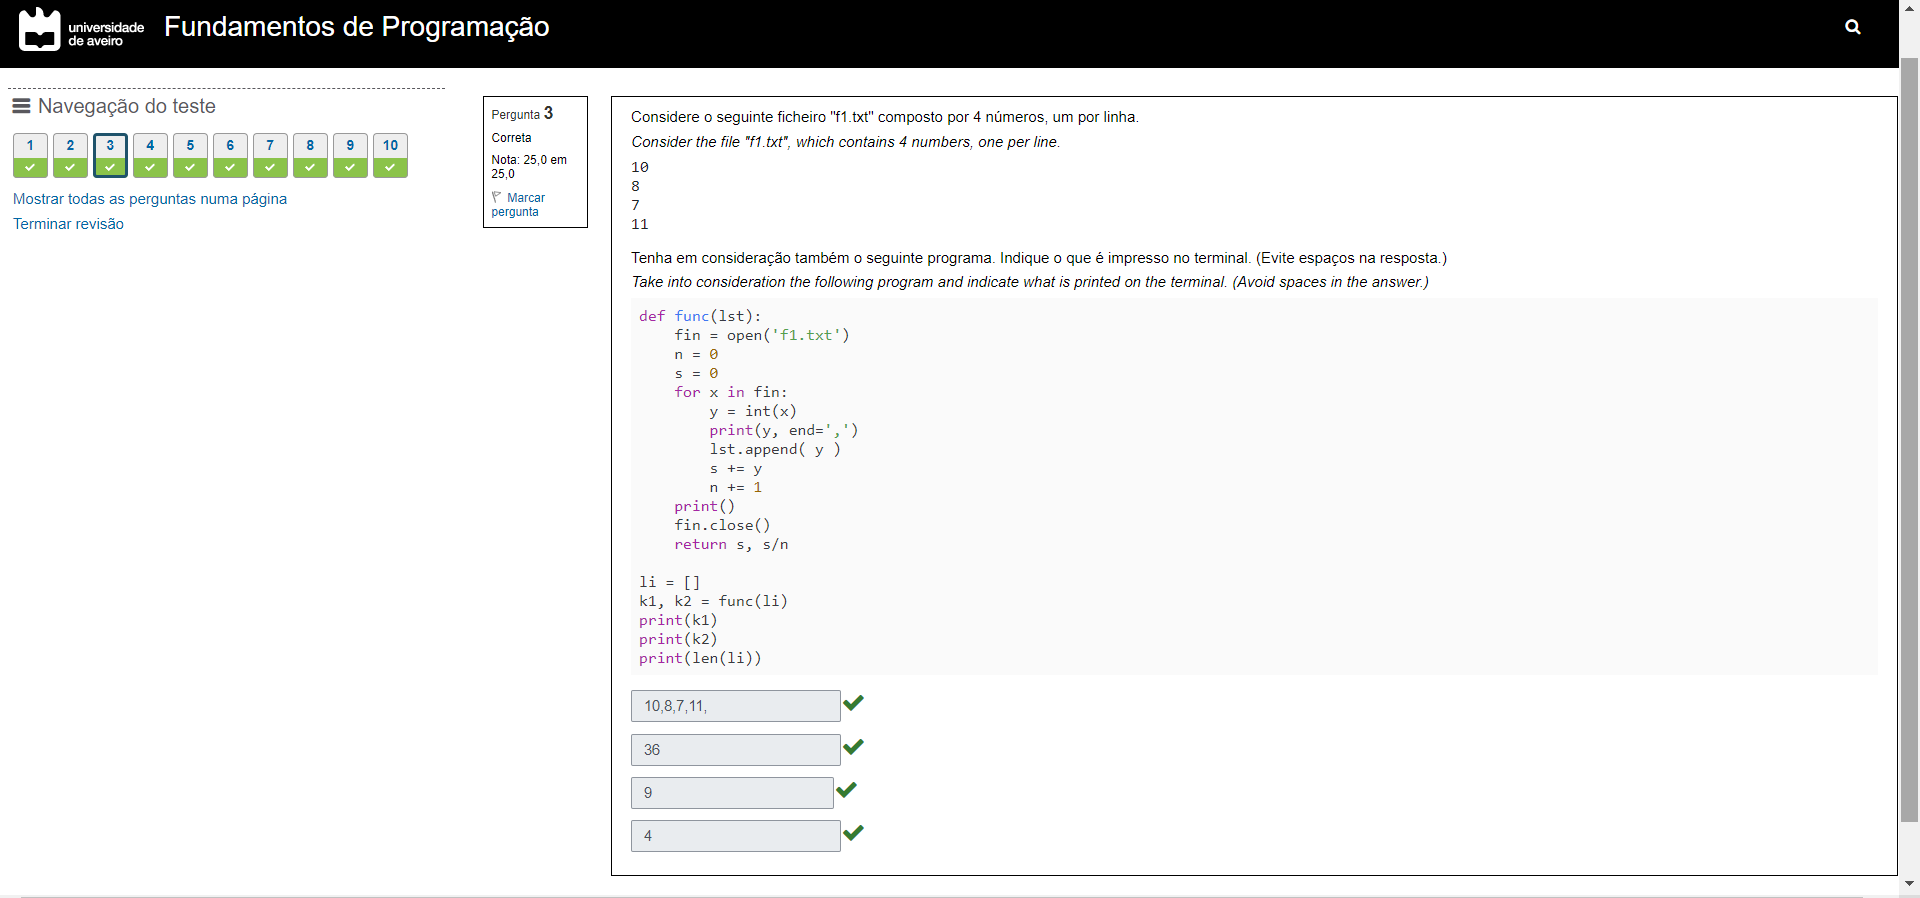 universidade
de aveiro
Fundamentos de Programação
Navegação do teste
1 2 3 4 5 6 7 8 9 10
Mostrar todas as perguntas numa página
Terminar revisão
Pergunta 3
Correta
Nota: 25,0 em
25,0
Marcar
pergunta
Considere o seguinte ficheiro "f1.txt" composto por 4 números, um por linha.
Consider the file "f1.txt", which contains 4 numbers, one per line.
10
8
7
11
Tenha em consideração também o seguinte programa. Indique o que é impresso no terminal. (Evite espaços na resposta.)
Take into consideration the following program and indicate what is printed on the terminal. (Avoid spaces in the answer.)
def func(lst):
    fin = open('f1.txt')
    n = 0
    s = 0
    for x in fin:
        y = int(x)
        print(y, end=',')
        lst.append( y )
        s += y
        n += 1
    print()
    fin.close()
    return s, s/n
li = []
k1, k2 = func(li)
print(k1)
print(k2)
print(len(li))
10,8,7,11,
36
9
4